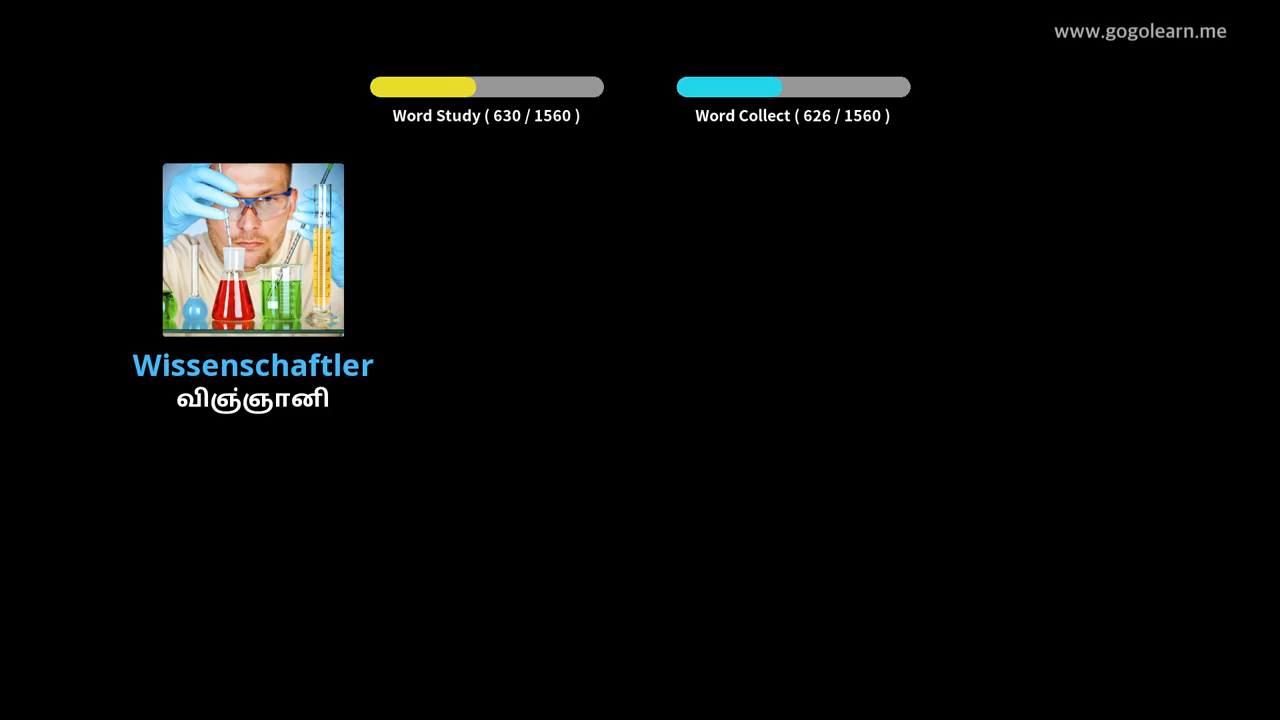 www.gogolearn.me
Word Study ( 630 / 1560 )
Word Collect ( 626 / 1560 )
Wissenschaftler
விஞ்ஞானி